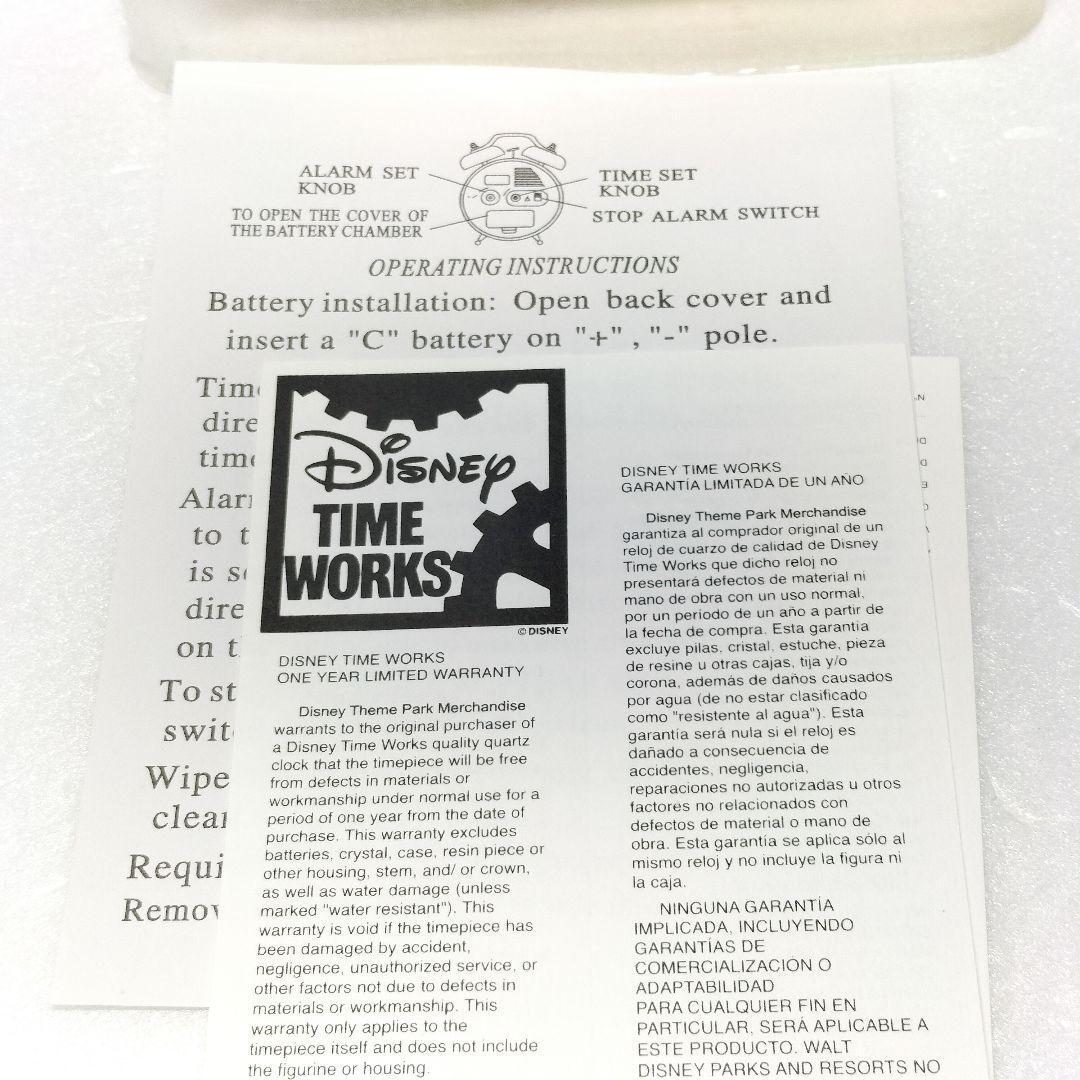 ALARM SET
KNOB
TIME SET
KNOB
TO OPEN THE COVER OF
THE BATTERY CHAMBER
STOP ALARM SWITCH
OPERATING INSTRUCTIONS
Battery installation: Open back cover and
insert a "C" battery on "+", "-" pole.
to t
on t
To st
Wipe
DISNEY
TIME
WORKS
© DISNEY
DISNEY TIME WORKS
ONE YEAR LIMITED WARRANTY
Disney Theme Park Merchandise
warrants to the original purchaser of
a Disney Time Works quality quartz
clock that the timepiece will be free
from defects in materials or
workmanship under normal use for a
period of one year from the date of
purchase. This warranty excludes
batteries, crystal, case, resin piece or
other housing, stem, and/ or crown,
as well as water damage (unless
marked "water resistant"). This
warranty is void if the timepiece has
been damaged by accident,
negligence, unauthorized service, or
other factors not due to defects in
materials or workmanship. This
warranty only applies to the
timepiece itself and does not include
the figurine or housing.
DISNEY TIME WORKS
GARANTÍA LIMITADA DE UN AÑO
Disney Theme Park Merchandise
garantiza al comprador original de un
reloj de cuarzo de calidad de Disney
Time Works que dicho reloj no
presentará defectos de material ni
mano de obra con un uso normal,
por un periodo de un año a partir de
la fecha de compra. Esta garantía
excluye pilas, cristal, estuche, pieza
de resine u otras cajas, tija y/o
corona, además de daños causados
por agua (de no estar clasificado
como "resistente al agua"). Esta
garantía será nula si el reloj es
dañado a consecuencia de
accidentes, negligencia,
reparaciones no autorizadas u otros
factores no relacionados con
defectos de material o mano de
obra. Esta garantía se aplica sólo al
mismo reloj y no incluye la figura ni
la caja.
NINGUNA GARANTÍA
IMPLICADA, INCLUYENDO
GARANTÍAS DE
COMERCIALIZACIÓN O
ADAPTABILIDAD
PARA CUALQUIER FIN EN
PARTICULAR, SERÁ APLICABLE A
ESTE PRODUCTO. WALT
DISNEY PARKS AND RESORTS NO